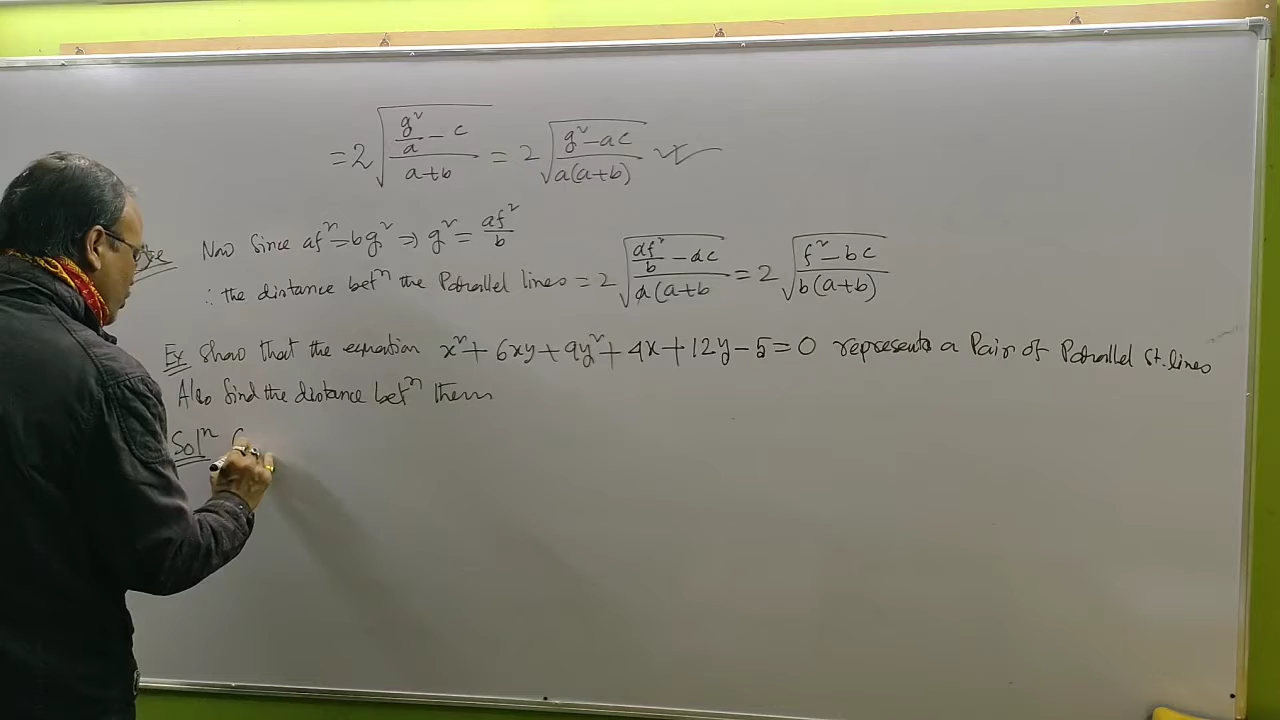 = 2 √((g²/a − c)/(a+b)) = 2 √((g²−ac)/(a(a+b)))
Now Since af² = bg² ⇒ g² = af²/b
∴ the distance betⁿ the Parallel lines = 2 √((af²/b − ac)/(a(a+b)) = 2 √((f²−bc)/(b(a+b)))
Ex Show that the equation x² + 6xy + 9y² + 4x + 12y − 5 = 0 represents a Pair of Parallel St. lines
Also find the distance betⁿ them
Solⁿ